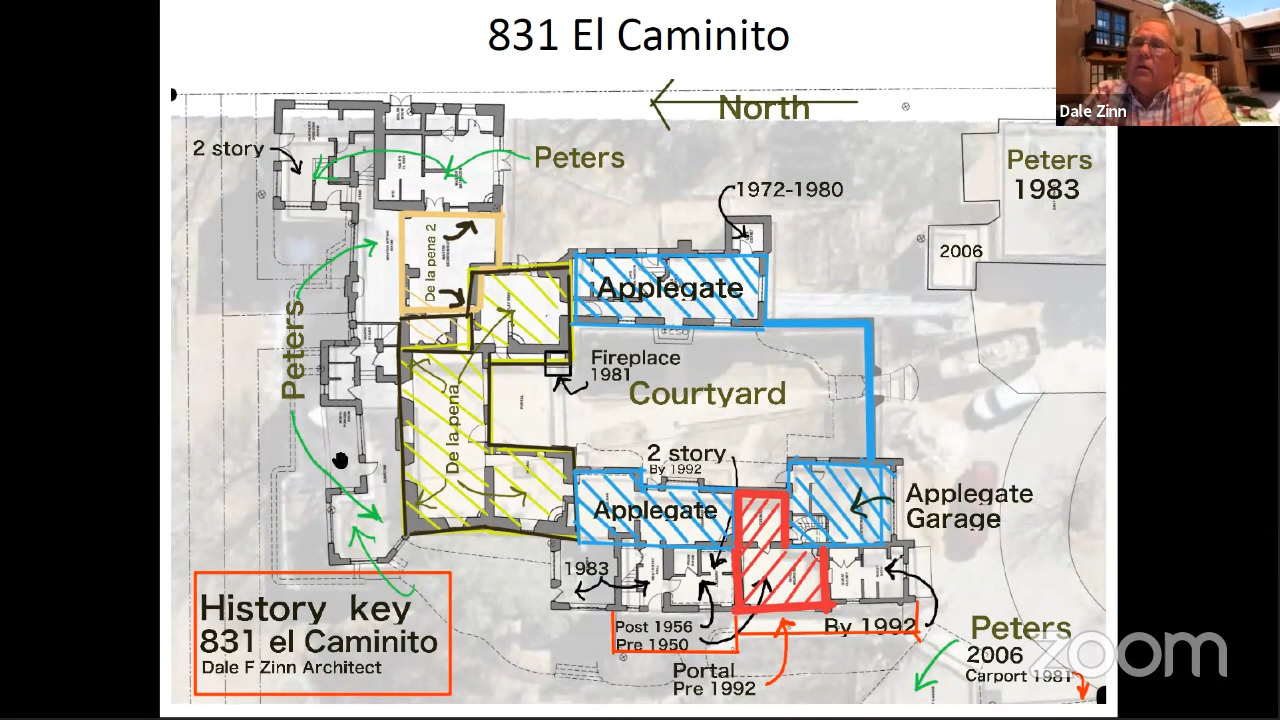 831 El Caminito
Dale Zinn
North
2 story
Peters
Peters
1983
1972-1980
2006
De la pena 2
Applegate
Peters
Fireplace
1981
Courtyard
De la pena
2 story
By 1992
Applegate
Applegate
Garage
1983
History key
831 el Caminito
Dale F Zinn Architect
Post 1956
Pre 1950
By 1992
Portal
Pre 1992
Peters
2006
Carport 1981
zoom